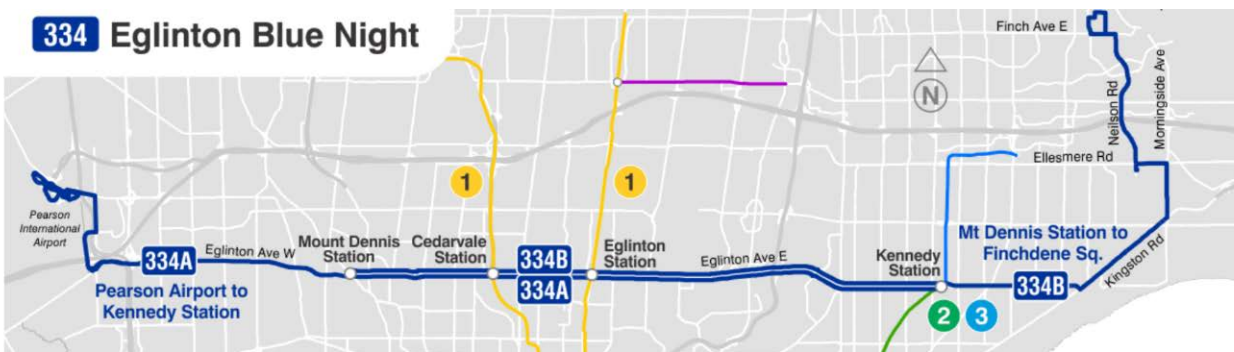 334 Eglinton Blue Night
Finch Ave E
N
Neilson Rd
Morningside Ave
Ellesmere Rd
1
1
Pearson
International
Airport
334A
Eglinton Ave W
Pearson Airport to
Kennedy Station
Mount Dennis
Station
Cedarvale
Station
334B
334A
Eglinton
Station
Eglinton Ave E
Kennedy
Station
2
3
Mt Dennis Station to
Finchdene Sq.
334B
Kingston Rd